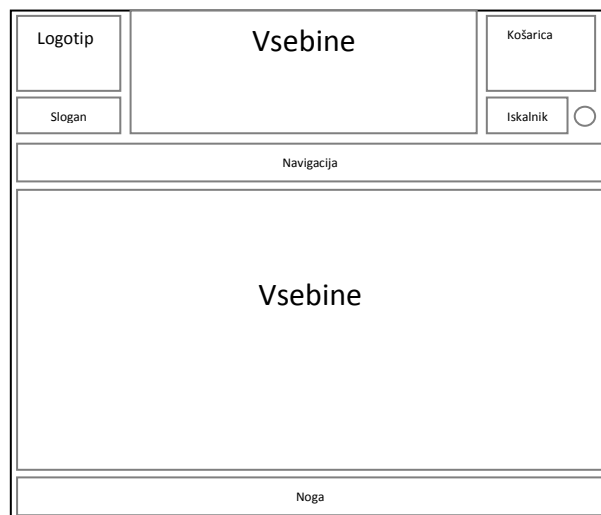 Logotip
Vsebine
Košarica
Slogan
Iskalnik
Navigacija
Vsebine
Noga